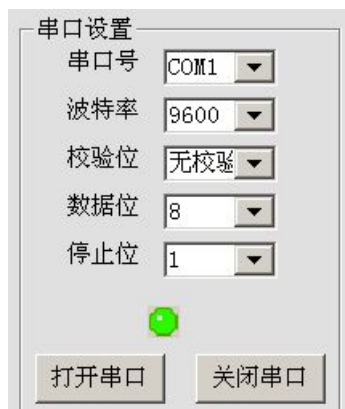 串口设置
串口号 COM1
波特率 9600
校验位 无校验
数据位 8
停止位 1
打开串口 关闭串口